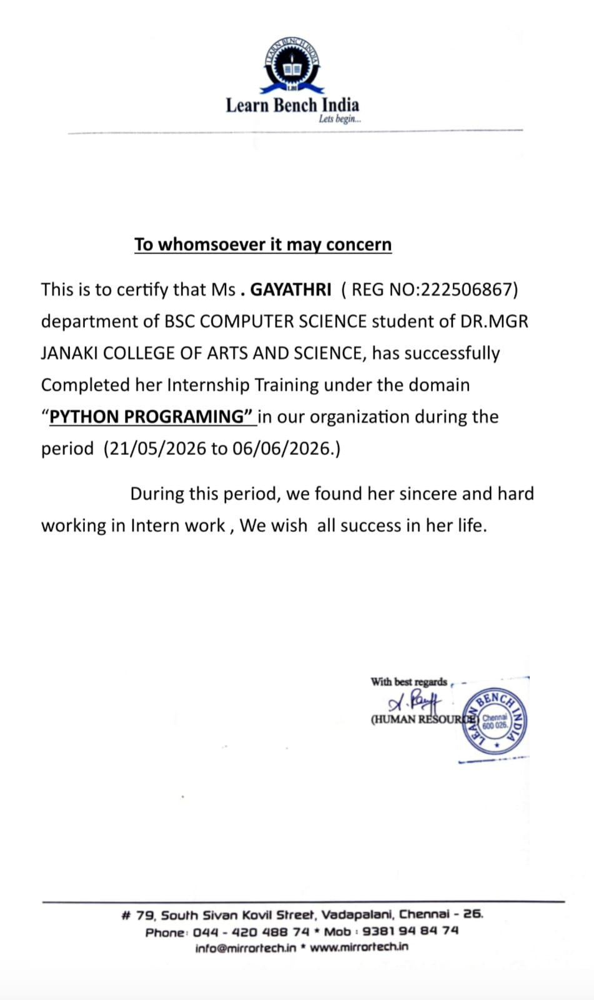 LEARN BENCH INDIA
LBI
Learn Bench India
Lets begin...
To whomsoever it may concern
This is to certify that Ms . GAYATHRI ( REG NO:222506867)
department of BSC COMPUTER SCIENCE student of DR.MGR
JANAKI COLLEGE OF ARTS AND SCIENCE, has successfully
Completed her Internship Training under the domain
“PYTHON PROGRAMING” in our organization during the
period (21/05/2026 to 06/06/2026.)
During this period, we found her sincere and hard
working in Intern work , We wish all success in her life.
With best regards
(HUMAN RESOURCE)
LEARN BENCH INDIA
Chennai
600 026.
# 79, South Sivan Kovil Street, Vadapalani, Chennai - 26.
Phone: 044 - 420 488 74 * Mob : 9381 94 84 74
info@mirrortech.in * www.mirrortech.in